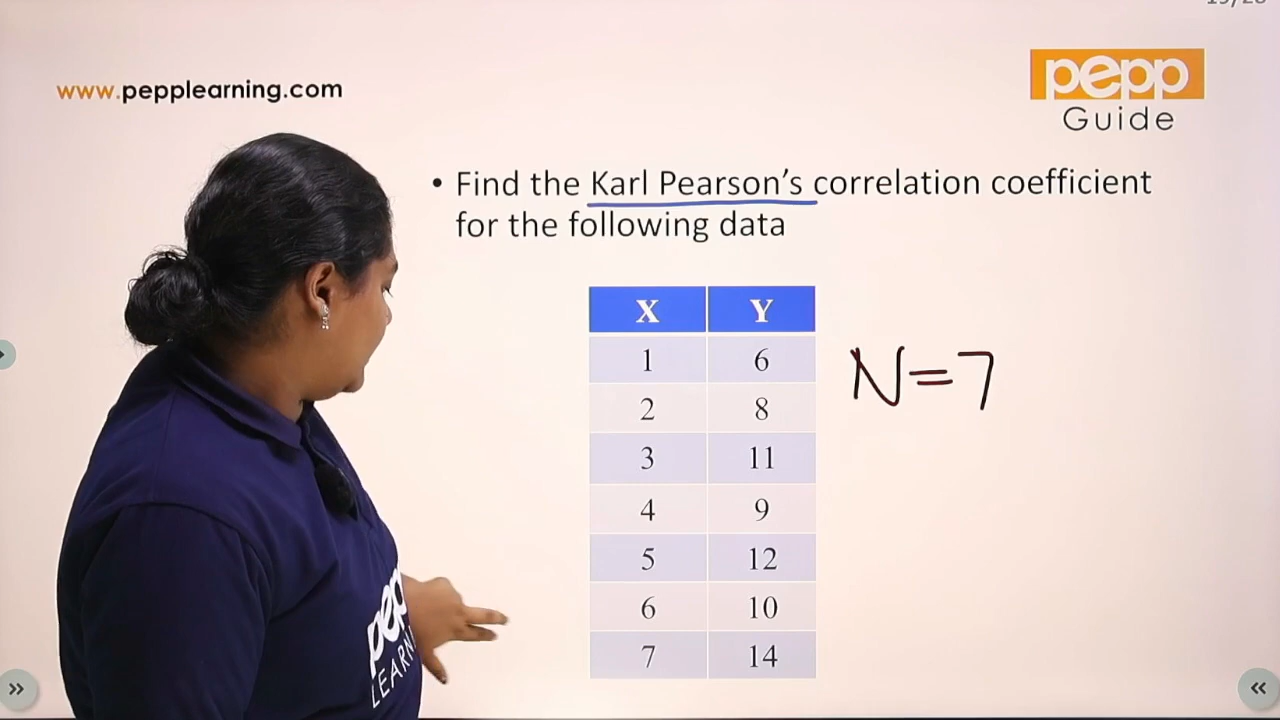 www.pepplearning.com
pepp
Guide
• Find the Karl Pearson's correlation coefficient
for the following data
X Y
1 6
2 8
3 11
4 9
5 12
6 10
7 14
N=7
pepp
LEARNI